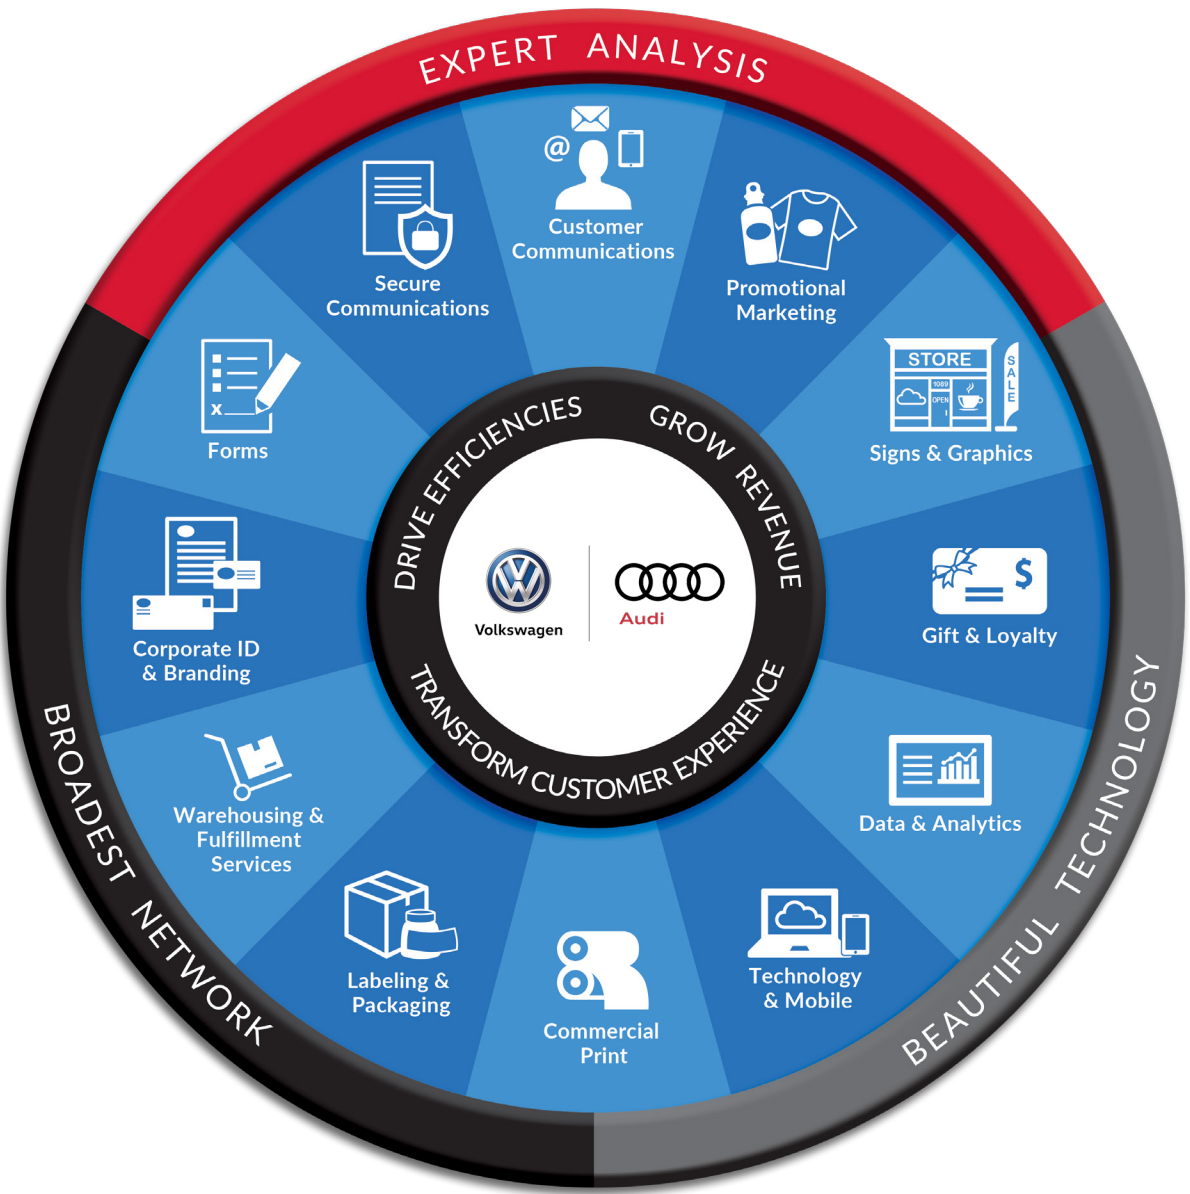 EXPERT ANALYSIS
@
Customer
Communications
Promotional
Marketing
STORE
SALE
1089
OPEN
Signs & Graphics
$
Gift & Loyalty
Data & Analytics
Technology
& Mobile
Commercial
Print
Labeling &
Packaging
Warehousing &
Fulfillment
Services
Corporate ID
& Branding
X
Forms
Secure
Communications
BEAUTIFUL TECHNOLOGY
BROADEST NETWORK
DRIVE EFFICIENCIES
GROW REVENUE
TRANSFORM CUSTOMER EXPERIENCE
Volkswagen
Audi